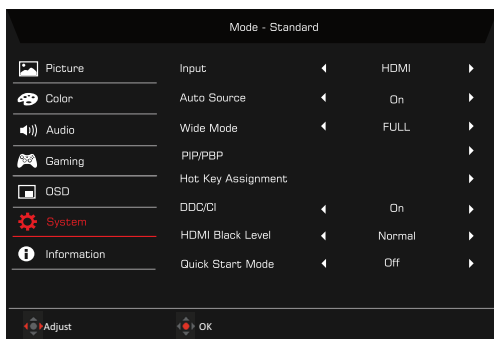 Mode - Standard
Picture
Color
Audio
Gaming
OSD
System
Information
Input HDMI
Auto Source On
Wide Mode FULL
PIP/PBP
Hot Key Assignment
DDC/CI On
HDMI Black Level Normal
Quick Start Mode Off
Adjust OK